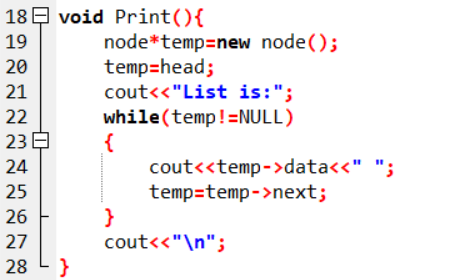 18 void Print(){
19 node*temp=new node();
20 temp=head;
21 cout<<"List is:";
22 while(temp!=NULL)
23 {
24 cout<<temp->data<<" ";
25 temp=temp->next;
26 }
27 cout<<"\n";
28 }